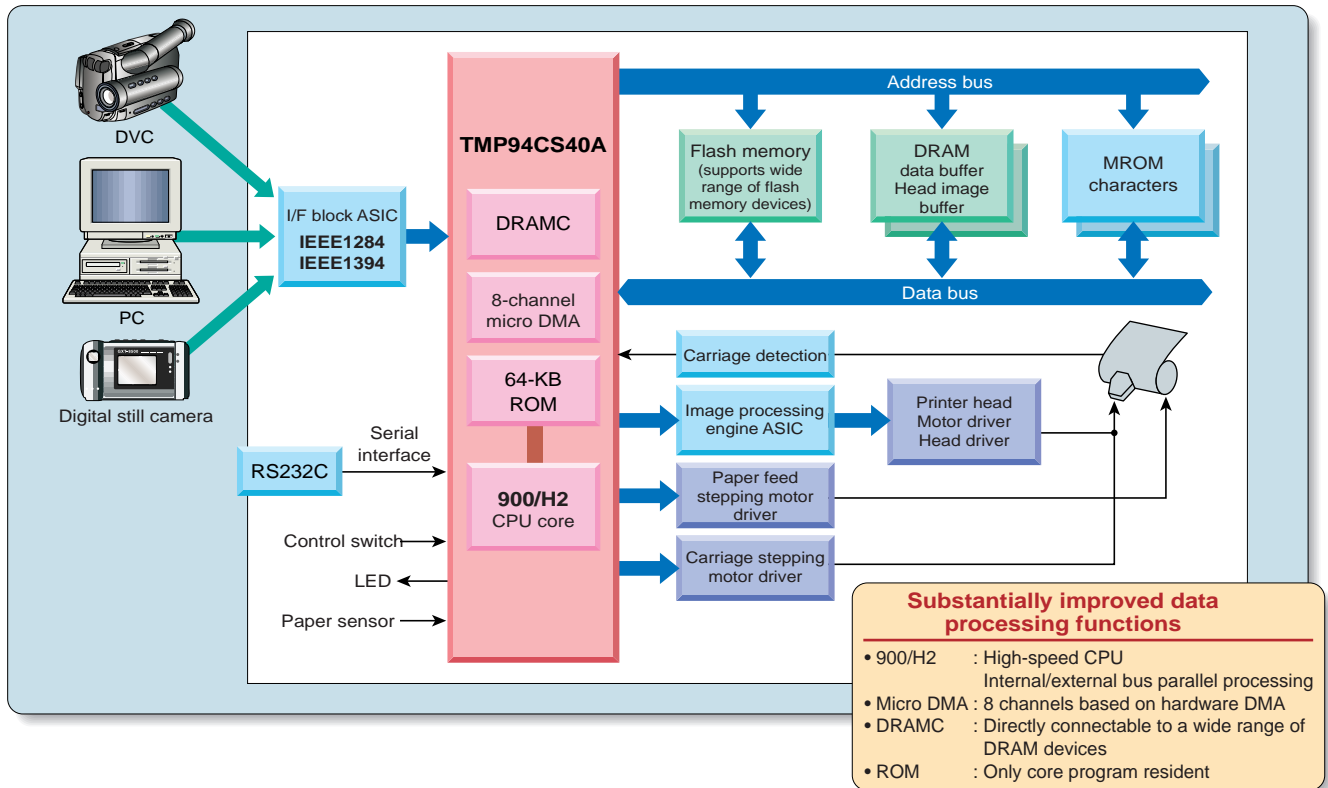 DVC
PC
Digital still camera
I/F block ASIC
IEEE1284
IEEE1394
RS232C
Serial
interface
Control switch
LED
Paper sensor
TMP94CS40A
DRAMC
8-channel
micro DMA
64-KB
ROM
900/H2
CPU core
Address bus
Flash memory
(supports wide
range of flash
memory devices)
DRAM
data buffer
Head image
buffer
MROM
characters
Data bus
Carriage detection
Image processing
engine ASIC
Printer head
Motor driver
Head driver
Paper feed
stepping motor
driver
Carriage stepping
motor driver
Substantially improved data
processing functions
• 900/H2 : High-speed CPU
Internal/external bus parallel processing
• Micro DMA : 8 channels based on hardware DMA
• DRAMC : Directly connectable to a wide range of
DRAM devices
• ROM : Only core program resident